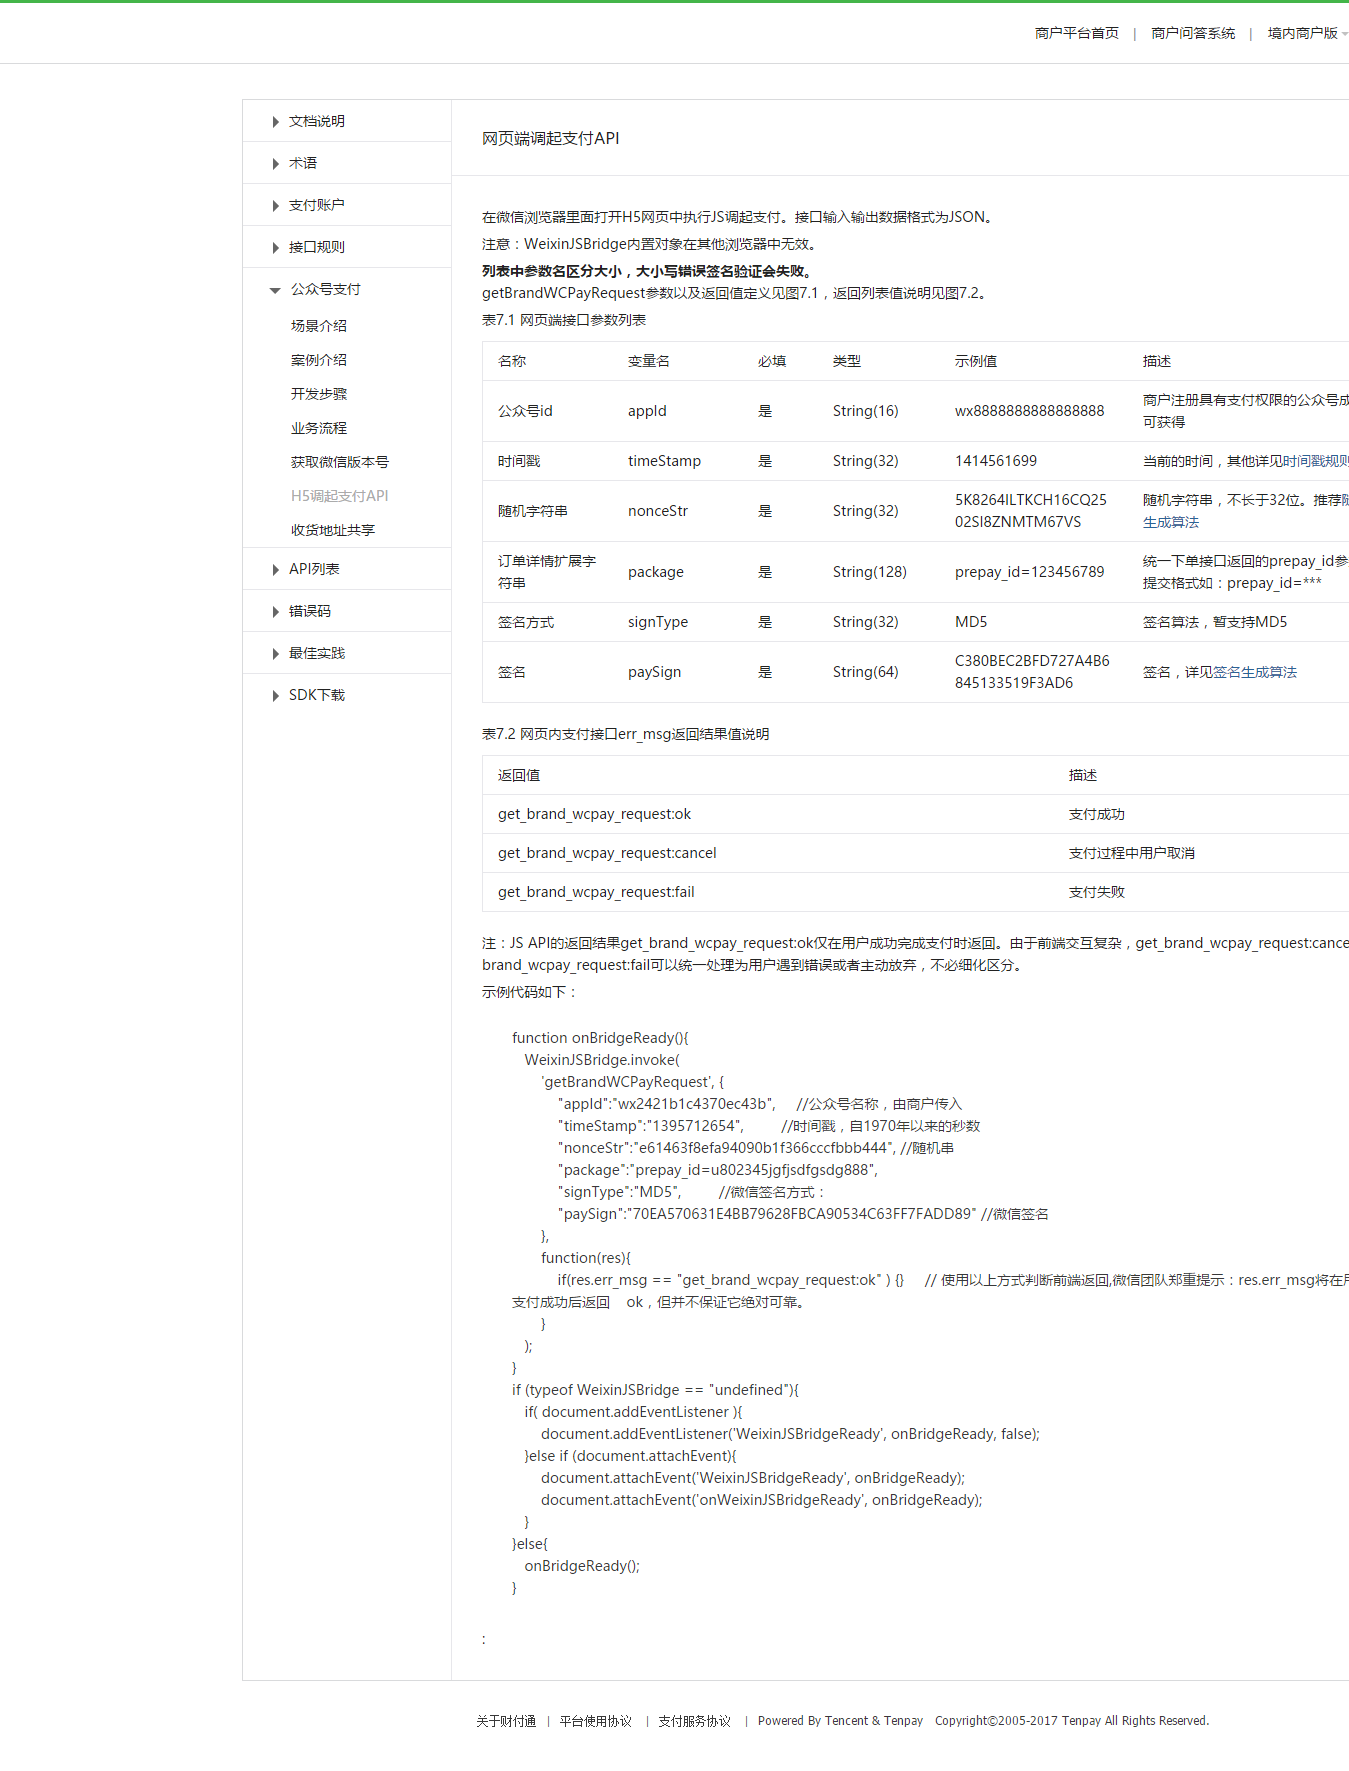 商户平台首页 | 商户问答系统 | 境内商户版
文档说明
术语
支付账户
接口规则
公众号支付
场景介绍
案例介绍
开发步骤
业务流程
获取微信版本号
H5调起支付API
收货地址共享
API列表
错误码
最佳实践
SDK下载
网页端调起支付API
在微信浏览器里面打开H5网页中执行JS调起支付。接口输入输出数据格式为JSON。
注意：WeixinJSBridge内置对象在其他浏览器中无效。
列表中参数名区分大小，大小写错误签名验证会失败。
getBrandWCPayRequest参数以及返回值定义见图7.1，返回列表值说明见图7.2。
表7.1 网页端接口参数列表
名称 变量名 必填 类型 示例值 描述
公众号id appId 是 String(16) wx8888888888888888 商户注册具有支付权限的公众号成
可获得
时间戳 timeStamp 是 String(32) 1414561699 当前的时间，其他详见时间戳规则
随机字符串 nonceStr 是 String(32) 5K8264ILTKCH16CQ25
02SI8ZNMTM67VS 随机字符串，不长于32位。推荐随
生成算法
订单详情扩展字
符串 package 是 String(128) prepay_id=123456789 统一下单接口返回的prepay_id参
提交格式如：prepay_id=***
签名方式 signType 是 String(32) MD5 签名算法，暂支持MD5
签名 paySign 是 String(64) C380BEC2BFD727A4B6
845133519F3AD6 签名，详见签名生成算法
表7.2 网页内支付接口err_msg返回结果值说明
返回值 描述
get_brand_wcpay_request:ok 支付成功
get_brand_wcpay_request:cancel 支付过程中用户取消
get_brand_wcpay_request:fail 支付失败
注：JS API的返回结果get_brand_wcpay_request:ok仅在用户成功完成支付时返回。由于前端交互复杂，get_brand_wcpay_request:cance
brand_wcpay_request:fail可以统一处理为用户遇到错误或者主动放弃，不必细化区分。
示例代码如下：
function onBridgeReady(){
WeixinJSBridge.invoke(
'getBrandWCPayRequest', {
"appId":"wx2421b1c4370ec43b", //公众号名称，由商户传入
"timeStamp":"1395712654", //时间戳，自1970年以来的秒数
"nonceStr":"e61463f8efa94090b1f366cccfbbb444", //随机串
"package":"prepay_id=u802345jgfjsdfgsdg888",
"signType":"MD5", //微信签名方式：
"paySign":"70EA570631E4BB79628FBCA90534C63FF7FADD89" //微信签名
},
function(res){
if(res.err_msg == "get_brand_wcpay_request:ok" ) {} // 使用以上方式判断前端返回,微信团队郑重提示：res.err_msg将在用
支付成功后返回 ok，但并不保证它绝对可靠。
}
);
}
if (typeof WeixinJSBridge == "undefined"){
if( document.addEventListener ){
document.addEventListener('WeixinJSBridgeReady', onBridgeReady, false);
}else if (document.attachEvent){
document.attachEvent('WeixinJSBridgeReady', onBridgeReady);
document.attachEvent('onWeixinJSBridgeReady', onBridgeReady);
}
}else{
onBridgeReady();
}
:
关于财付通 | 平台使用协议 | 支付服务协议 | Powered By Tencent & Tenpay Copyright©2005-2017 Tenpay All Rights Reserved.